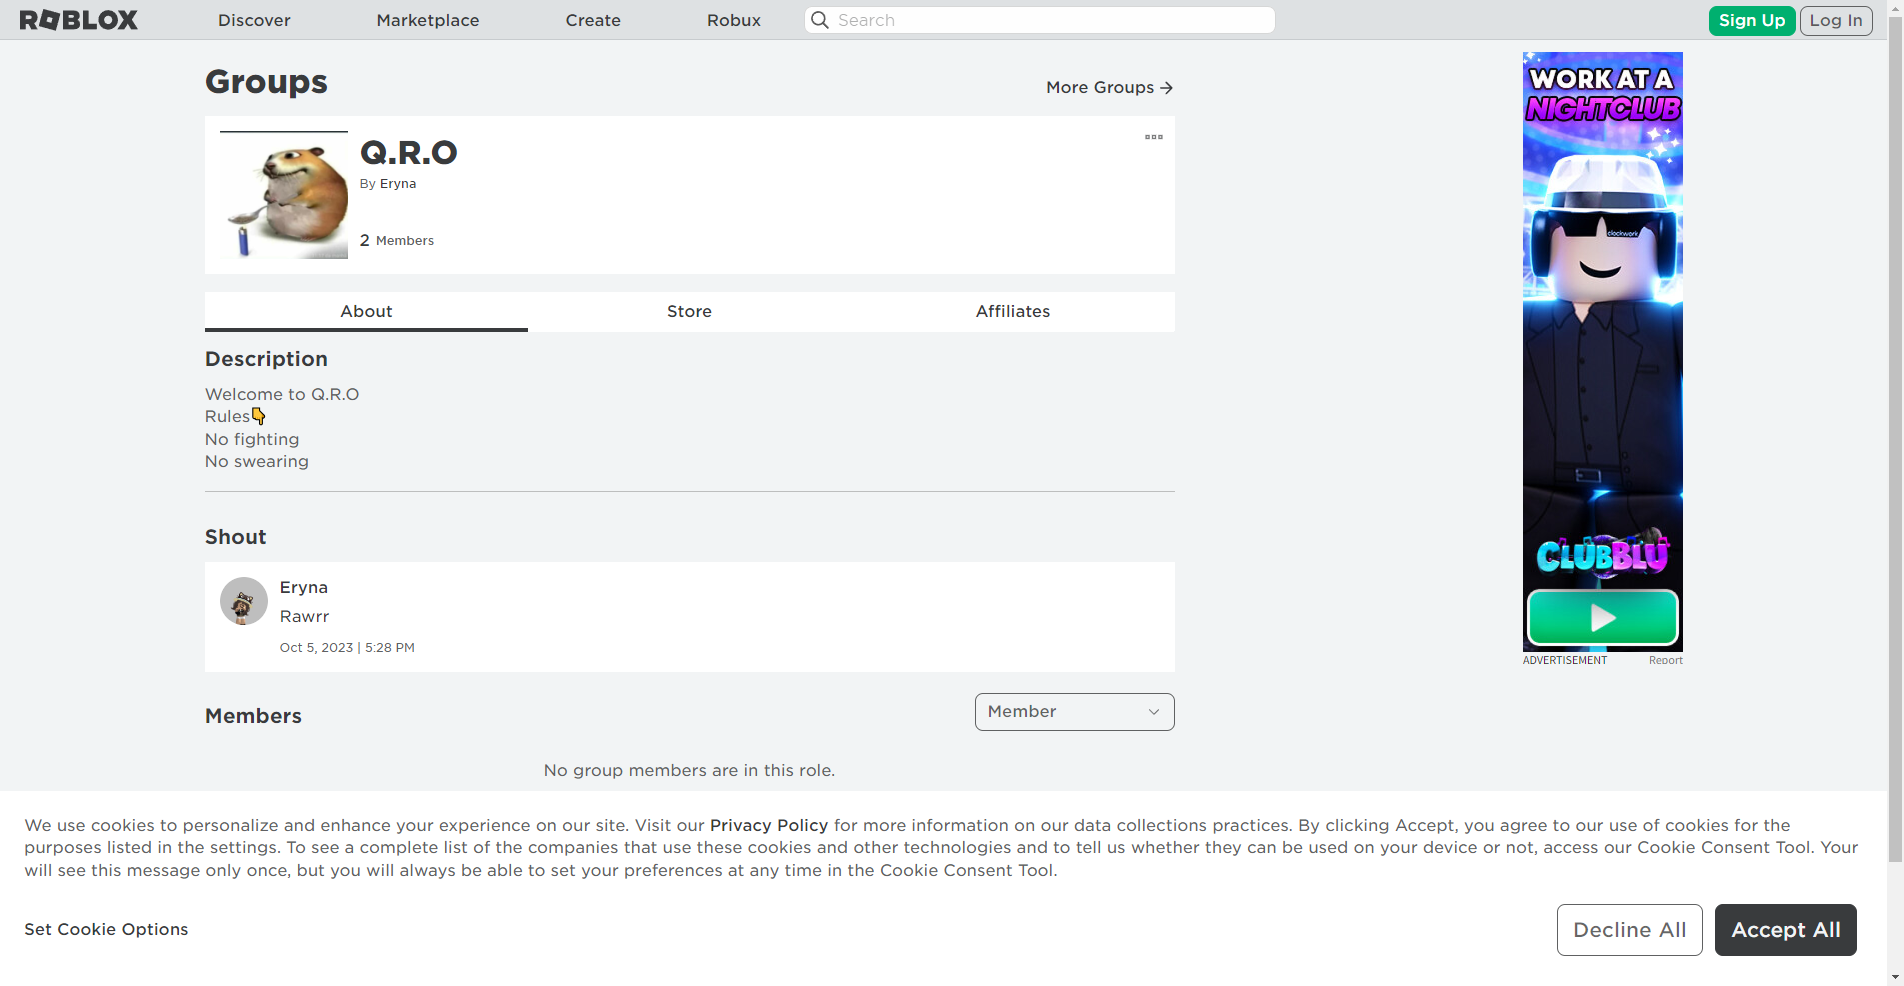 ROBLOX
Discover
Marketplace
Create
Robux
Search
Sign Up
Log In
Groups
More Groups →
Q.R.O
By Eryna
2 Members
About
Store
Affiliates
Description
Welcome to Q.R.O
Rules👇
No fighting
No swearing
Shout
Eryna
Rawrr
Oct 5, 2023 | 5:28 PM
Members
Member
No group members are in this role.
WORK AT A
NIGHTCLUB
clockwork
CLUBBLU
ADVERTISEMENT
Report
We use cookies to personalize and enhance your experience on our site. Visit our Privacy Policy for more information on our data collections practices. By clicking Accept, you agree to our use of cookies for the
purposes listed in the settings. To see a complete list of the companies that use these cookies and other technologies and to tell us whether they can be used on your device or not, access our Cookie Consent Tool. Your
will see this message only once, but you will always be able to set your preferences at any time in the Cookie Consent Tool.
Set Cookie Options
Decline All
Accept All